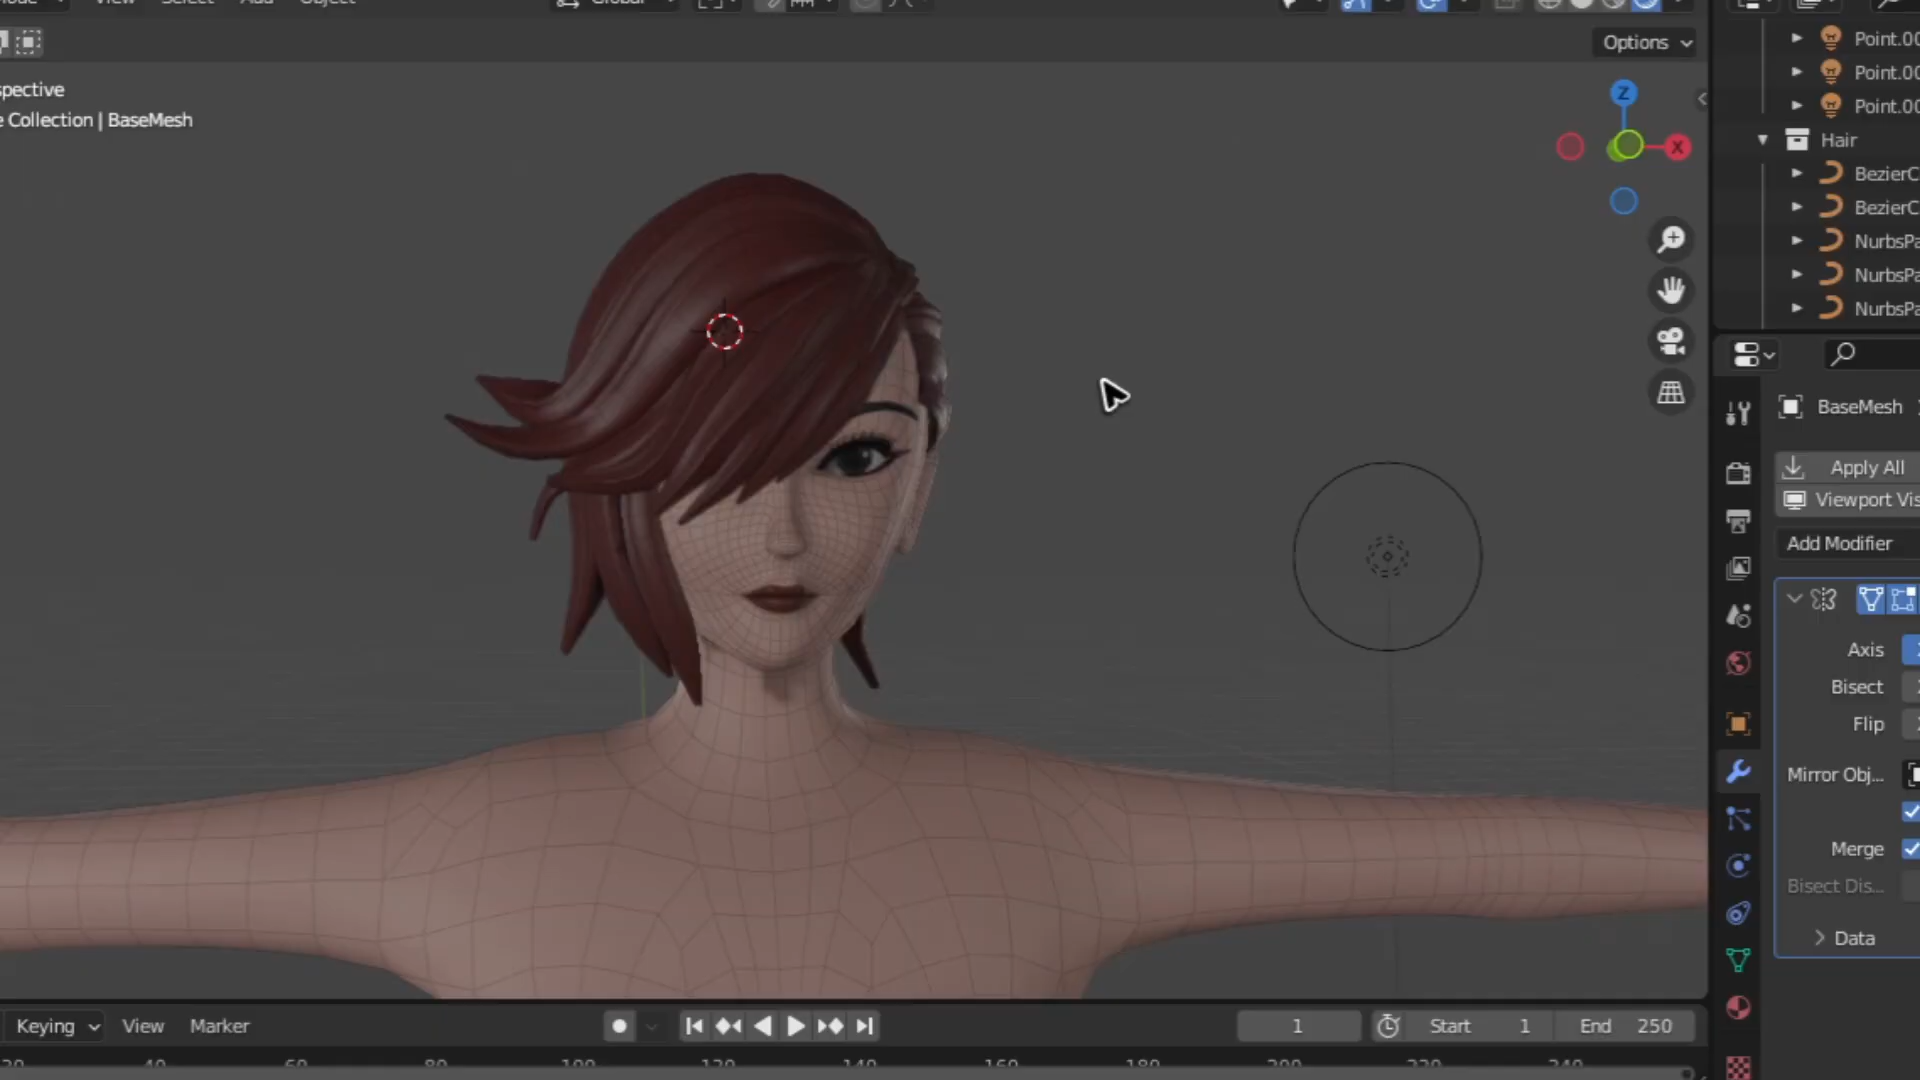 View Select Add Object
Global
Options
spective
e Collection | BaseMesh
Z
X
Point.00
Point.00
Point.00
Hair
BezierC
BezierC
NurbsPa
NurbsPa
NurbsPa
BaseMesh
Apply All
Viewport Vis
Add Modifier
Axis
Bisect
Flip
Mirror Obj...
Merge
Bisect Dis...
Data
Keying View Marker
1
Start 1
End 250
40 60 80 100 120 140 160 180 200 220 240